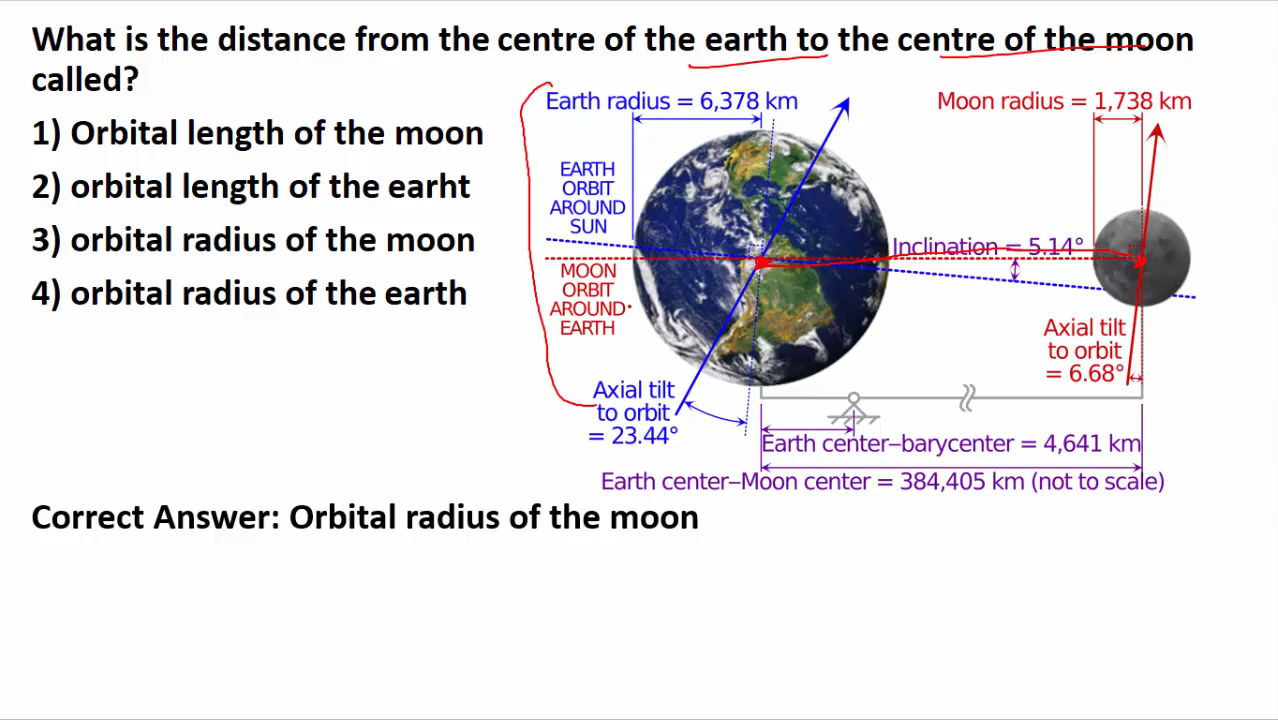 What is the distance from the centre of the earth to the centre of the moon
called?
1) Orbital length of the moon
2) orbital length of the earht
3) orbital radius of the moon
4) orbital radius of the earth
Earth radius = 6,378 km
Moon radius = 1,738 km
EARTH
ORBIT
AROUND
SUN
Inclination = 5.14°
MOON
ORBIT
AROUND
EARTH
Axial tilt
to orbit
= 6.68°
Axial tilt
to orbit
= 23.44°
Earth center–barycenter = 4,641 km
Earth center–Moon center = 384,405 km (not to scale)
Correct Answer: Orbital radius of the moon